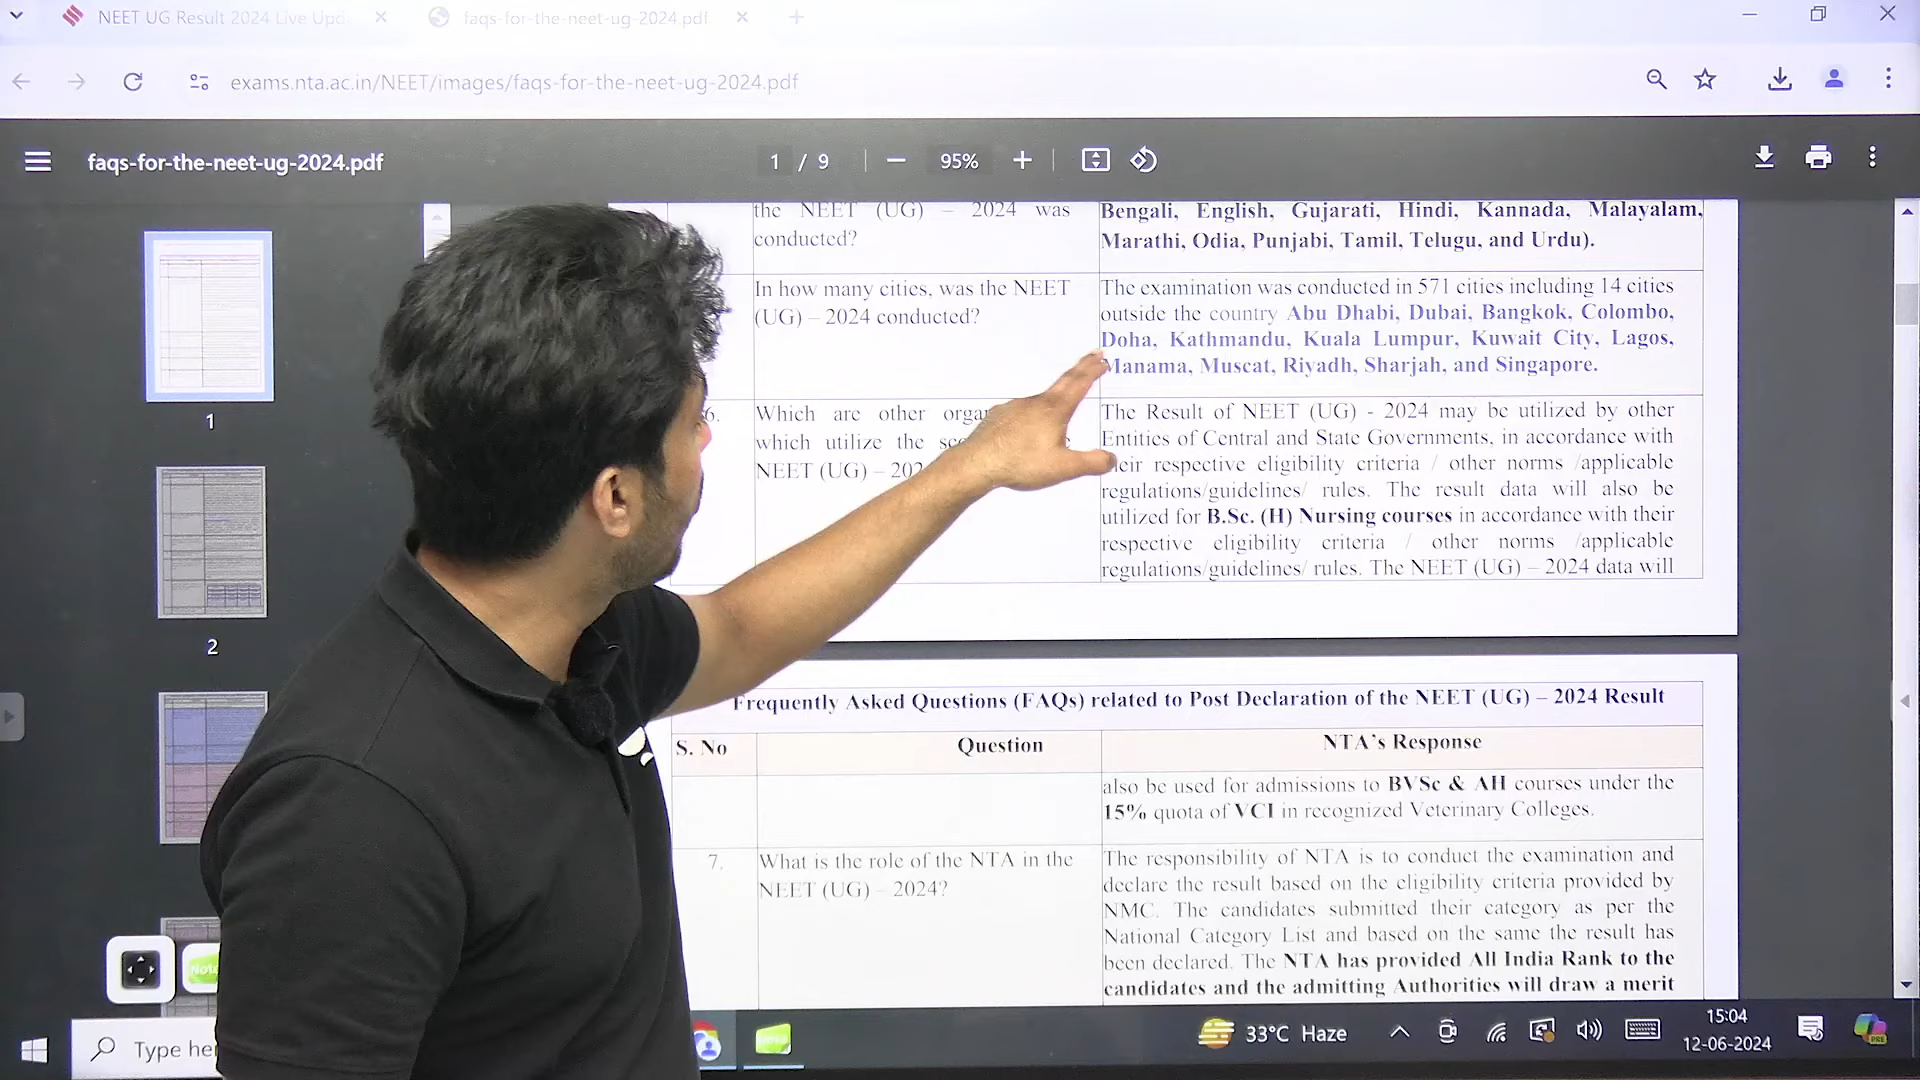 NEET UG Result 2024 Live Upd
faqs-for-the-neet-ug-2024.pdf
exams.nta.ac.in/NEET/images/faqs-for-the-neet-ug-2024.pdf
faqs-for-the-neet-ug-2024.pdf
1 / 9
95%
1
2
the NEET (UG) – 2024 was
conducted?
Bengali, English, Gujarati, Hindi, Kannada, Malayalam,
Marathi, Odia, Punjabi, Tamil, Telugu, and Urdu).
In how many cities, was the NEET
(UG) – 2024 conducted?
The examination was conducted in 571 cities including 14 cities
outside the country Abu Dhabi, Dubai, Bangkok, Colombo,
Doha, Kathmandu, Kuala Lumpur, Kuwait City, Lagos,
Manama, Muscat, Riyadh, Sharjah, and Singapore.
6.
Which are other orga
which utilize the sc
NEET (UG) – 202
The Result of NEET (UG) - 2024 may be utilized by other
Entities of Central and State Governments, in accordance with
their respective eligibility criteria / other norms /applicable
regulations/guidelines/ rules. The result data will also be
utilized for B.Sc. (H) Nursing courses in accordance with their
respective eligibility criteria / other norms /applicable
regulations/guidelines/ rules. The NEET (UG) – 2024 data will
Frequently Asked Questions (FAQs) related to Post Declaration of the NEET (UG) – 2024 Result
S. No
Question
NTA's Response
also be used for admissions to BVSc & AH courses under the
15% quota of VCI in recognized Veterinary Colleges.
7.
What is the role of the NTA in the
NEET (UG) – 2024?
The responsibility of NTA is to conduct the examination and
declare the result based on the eligibility criteria provided by
NMC. The candidates submitted their category as per the
National Category List and based on the same the result has
been declared. The NTA has provided All India Rank to the
candidates and the admitting Authorities will draw a merit
Type her
33°C Haze
15:04
12-06-2024
PRE